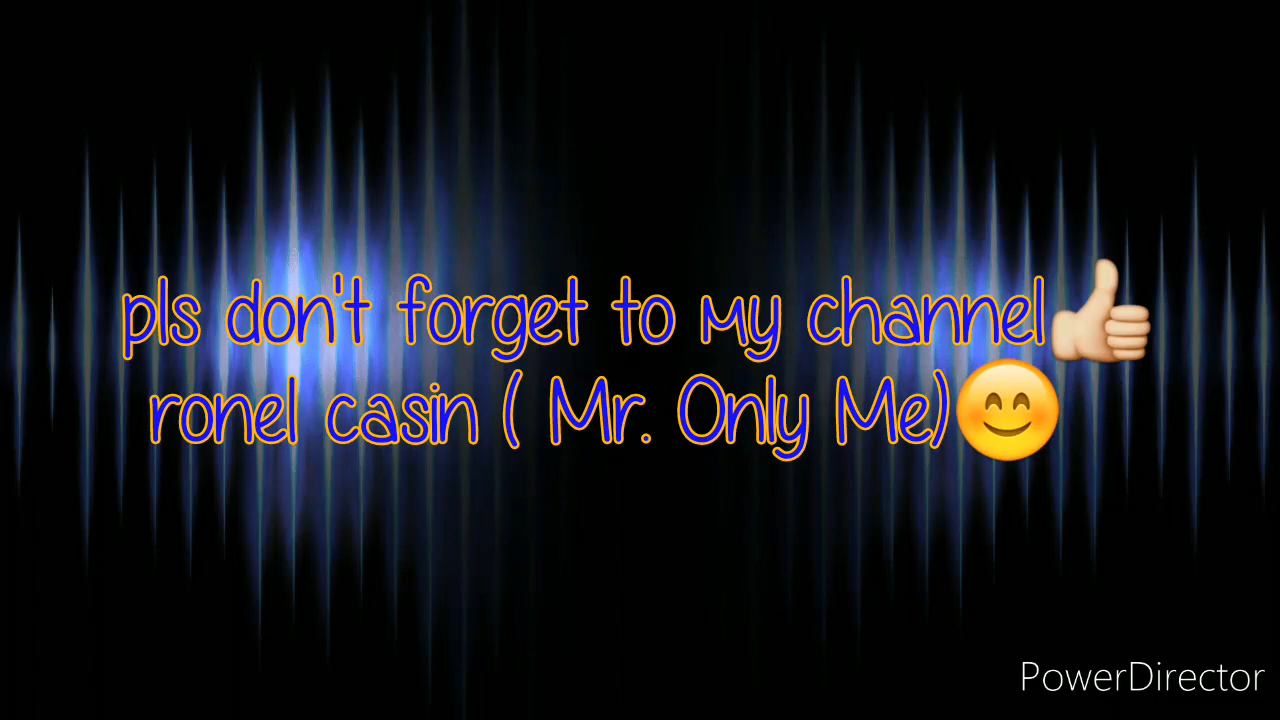 pls don't forget to my channel👍🏻
ronel casin ( Mr. Only Me)😊
PowerDirector